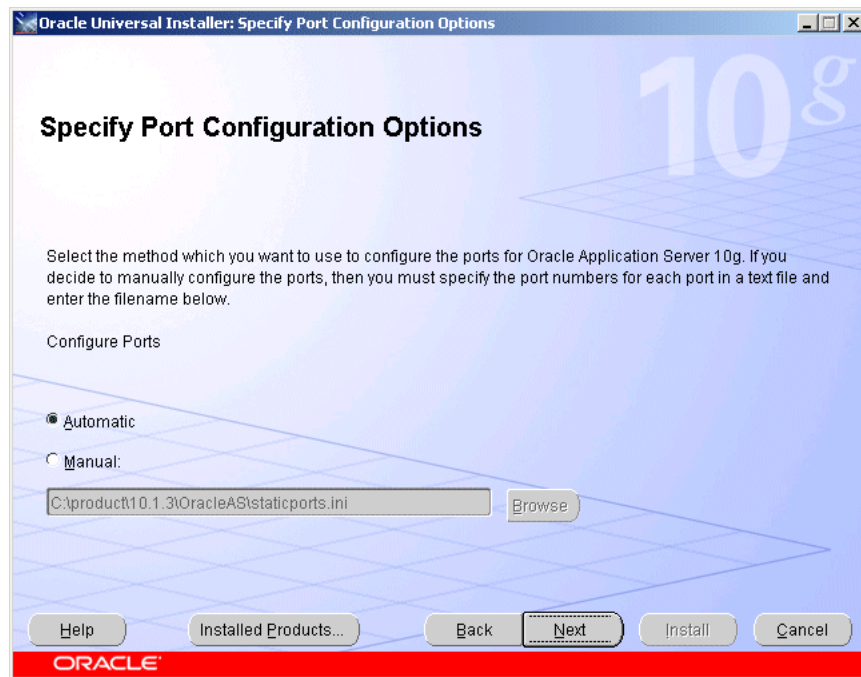 Oracle Universal Installer: Specify Port Configuration Options
10g
Specify Port Configuration Options
Select the method which you want to use to configure the ports for Oracle Application Server 10g. If you
decide to manually configure the ports, then you must specify the port numbers for each port in a text file and
enter the filename below.
Configure Ports
Automatic
Manual:
C:\product\10.1.3\OracleAS\staticports.ini
Browse
Help
Installed Products...
Back
Next
Install
Cancel
ORACLE